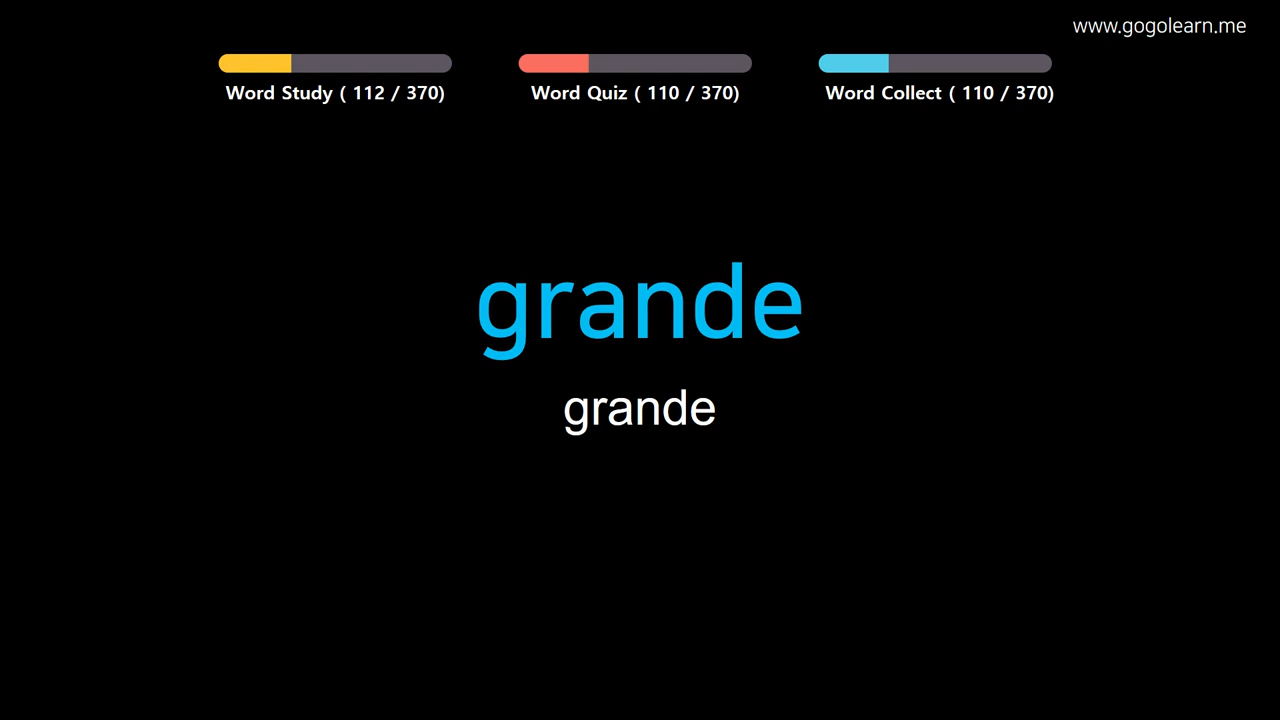 www.gogolearn.me
Word Study ( 112 / 370)
Word Quiz ( 110 / 370)
Word Collect ( 110 / 370)
grande
grande